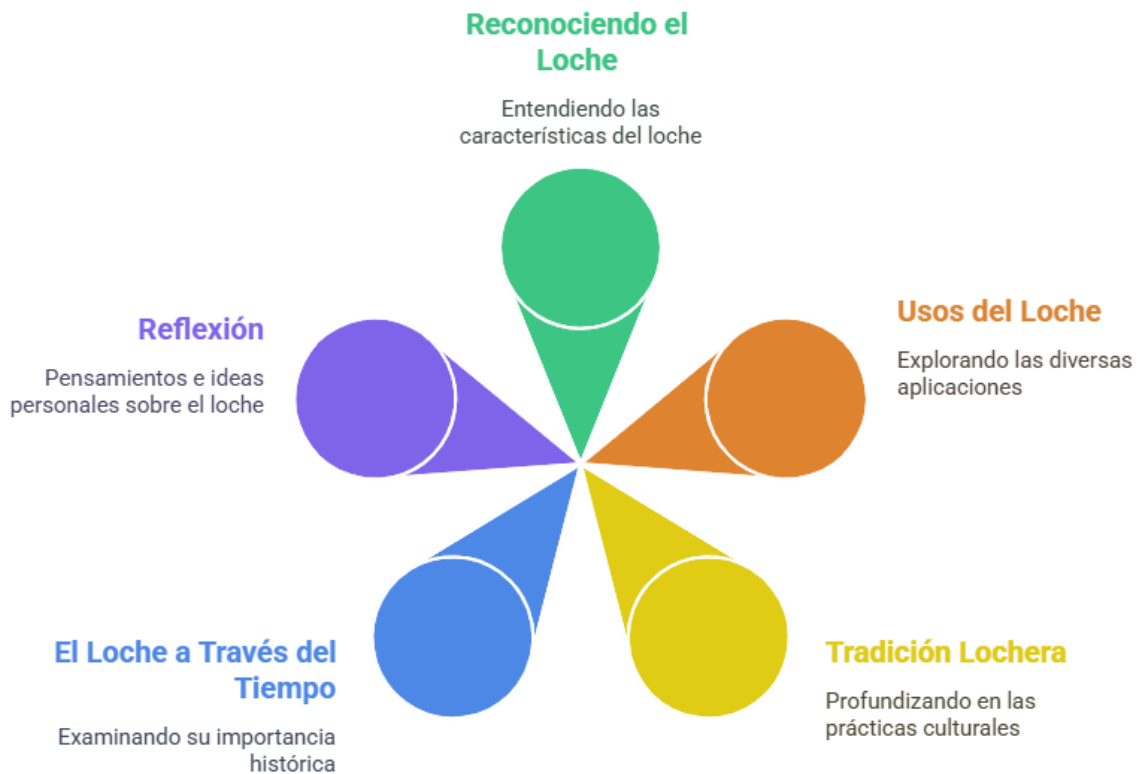 Reconociendo el
Loche
Entendiendo las
características del loche
Usos del Loche
Explorando las diversas
aplicaciones
Tradición Lochera
Profundizando en las
prácticas culturales
El Loche a Través del
Tiempo
Examinando su importancia
histórica
Reflexión
Pensamientos e ideas
personales sobre el loche